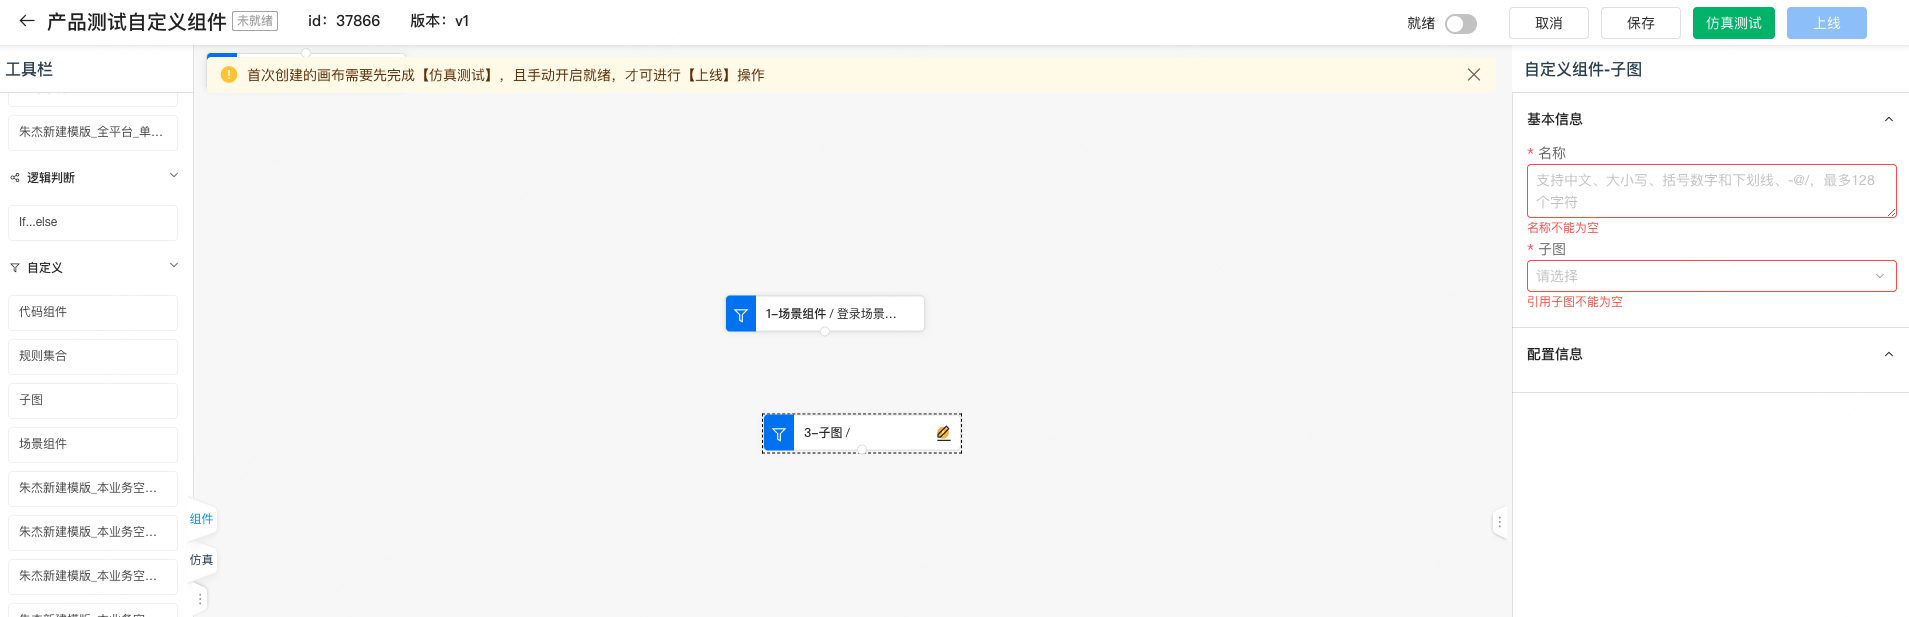 产品测试自定义组件 未就绪 id：37866 版本：v1 就绪 取消 保存 仿真测试 上线
工具栏
朱杰新建模版_全平台_单...
逻辑判断
If...else
自定义
代码组件
规则集合
子图
场景组件
朱杰新建模版_本业务空...
朱杰新建模版_本业务空...
朱杰新建模版_本业务空...
组件
仿真
首次创建的画布需要先完成【仿真测试】，且手动开启就绪，才可进行【上线】操作
1-场景组件 / 登录场景...
3-子图 /
自定义组件-子图
基本信息
* 名称
支持中文、大小写、括号数字和下划线、-@/，最多128
个字符
名称不能为空
* 子图
请选择
引用子图不能为空
配置信息